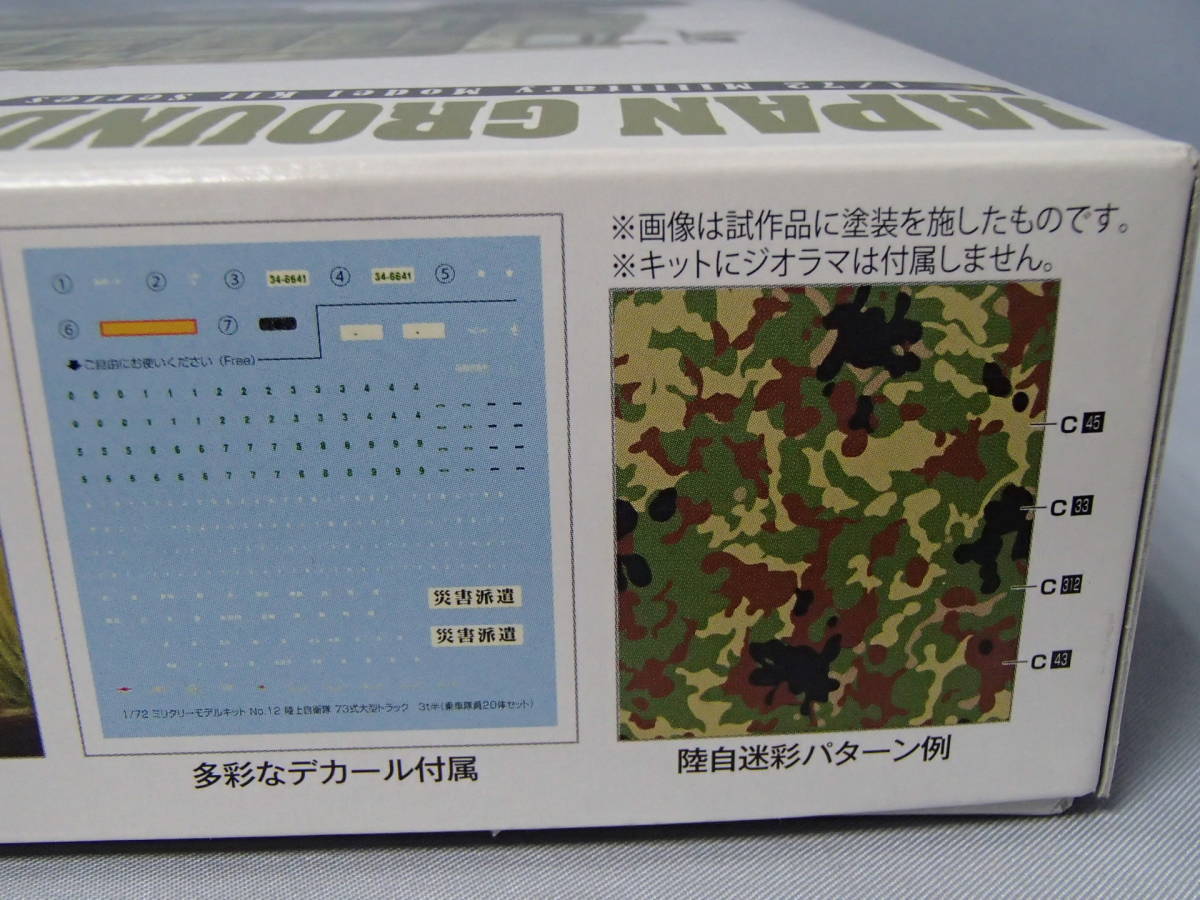 1/72 Military Model Kit Series
JAPAN GROUND
※画像は試作品に塗装を施したものです。
※キットにジオラマは付属しません。
① ② ③ 34-6641 ④ 34-6641 ⑤
⑥ ⑦
ご自由にお使いください (Free)
0 0 0 1 1 1 2 2 2 3 3 3 4 4 4
0 0 0 1 1 1 2 2 2 3 3 3 4 4 4
5 5 5 6 6 6 7 7 7 8 8 8 9 9 9
5 5 5 6 6 6 7 7 7 8 8 8 9 9 9
災害派遣
災害派遣
1/72 ミリタリーモデルキット No.12 陸上自衛隊 73式大型トラック 3t半(乗車隊員20体セット)
多彩なデカール付属
C 45
C 33
C 312
C 43
陸自迷彩パターン例